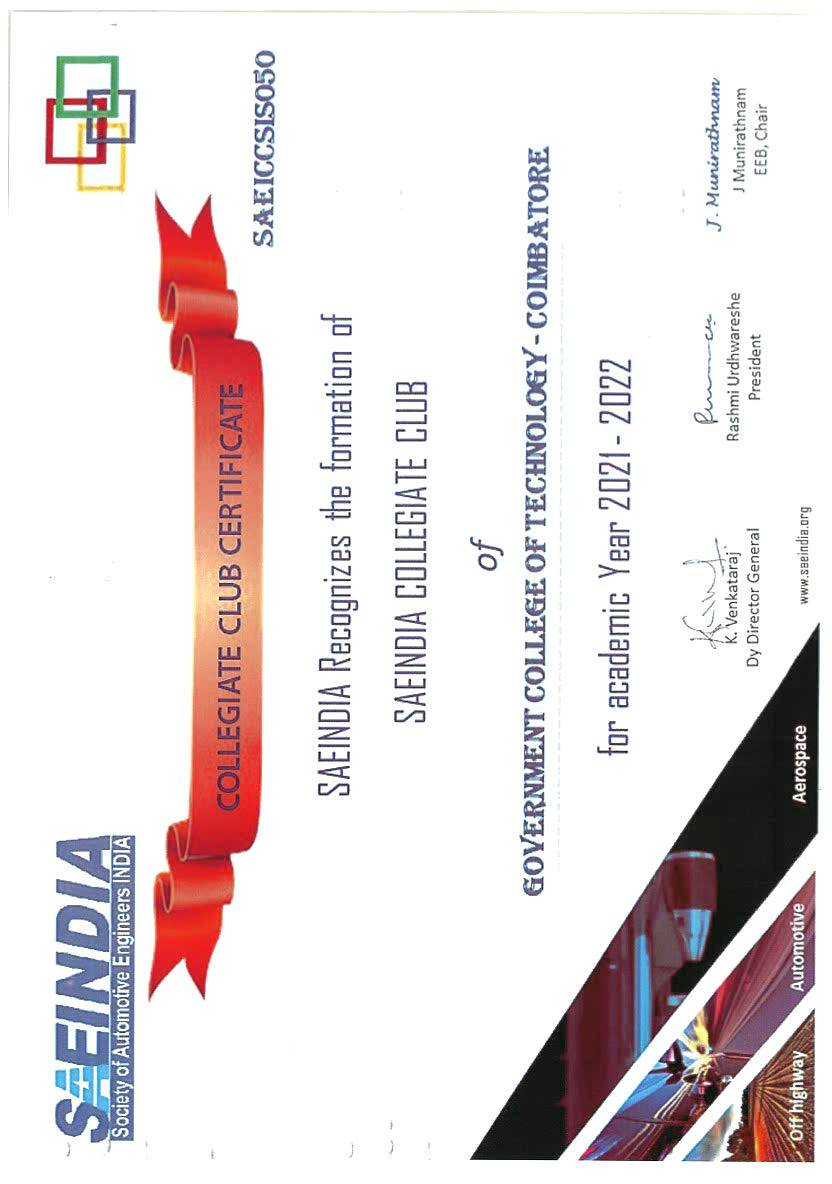 SAEINDIA
Society of Automotive Engineers INDIA
COLLEGIATE CLUB CERTIFICATE
SAEICCSIS050
SAEINDIA Recognizes the formation of
SAEINDIA COLLEGIATE CLUB
of
GOVERNMENT COLLEGE OF TECHNOLOGY - COIMBATORE
for academic Year 2021 - 2022
K. Venkataraj
Dy Director General
Rashmi Urdhwareshe
President
J. Munirathnam
J Munirathnam
EEB, Chair
www.saeindia.org
Off highway
Automotive
Aerospace